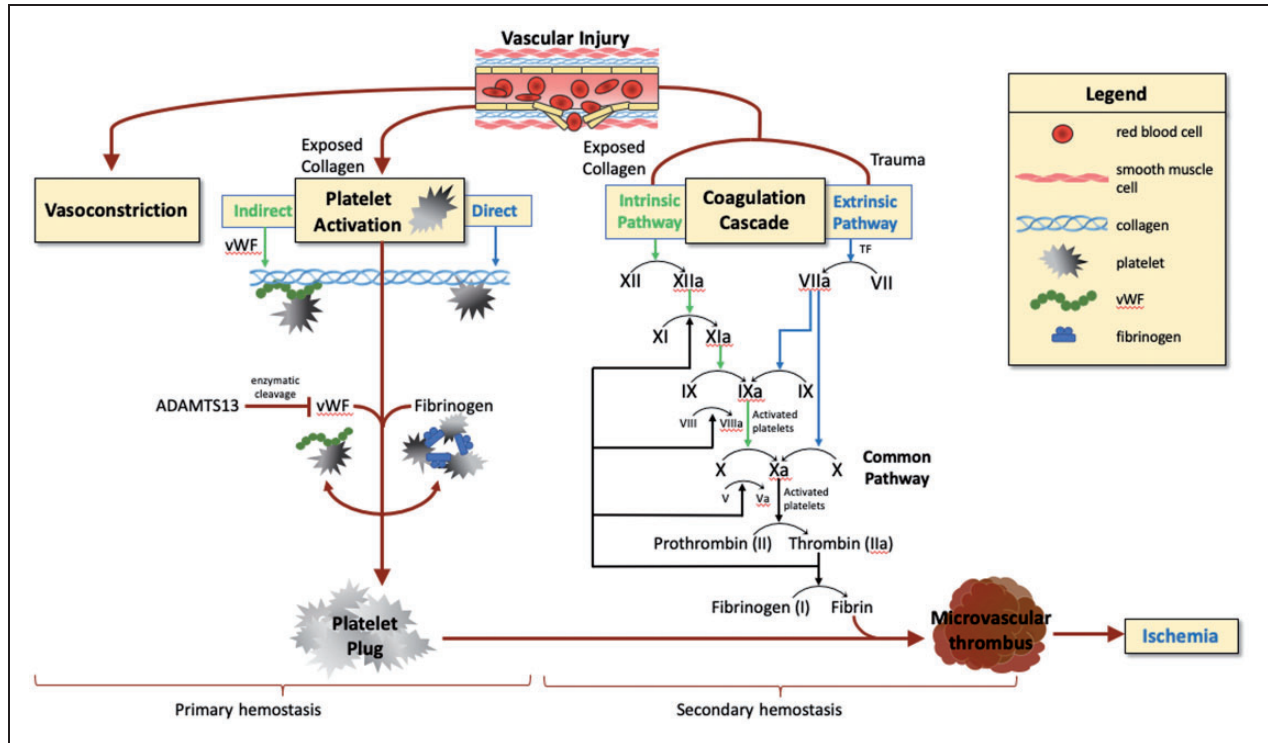 Vascular Injury
Exposed
Collagen
Exposed
Collagen
Trauma
Vasoconstriction
Indirect
Platelet
Activation
Direct
vWF
Intrinsic
Pathway
Coagulation
Cascade
Extrinsic
Pathway
TF
XII
XIIa
VIIa
VII
XI
XIa
IX
IXa
IX
VIII
VIIIa
Activated
platelets
X
Xa
X
Common
Pathway
V
Va
Activated
platelets
Prothrombin (II)
Thrombin (IIa)
Fibrinogen (I)
Fibrin
ADAMTS13
enzymatic
cleavage
vWF
Fibrinogen
Platelet
Plug
Microvascular
thrombus
Ischemia
Primary hemostasis
Secondary hemostasis
Legend
red blood cell
smooth muscle
cell
collagen
platelet
vWF
fibrinogen